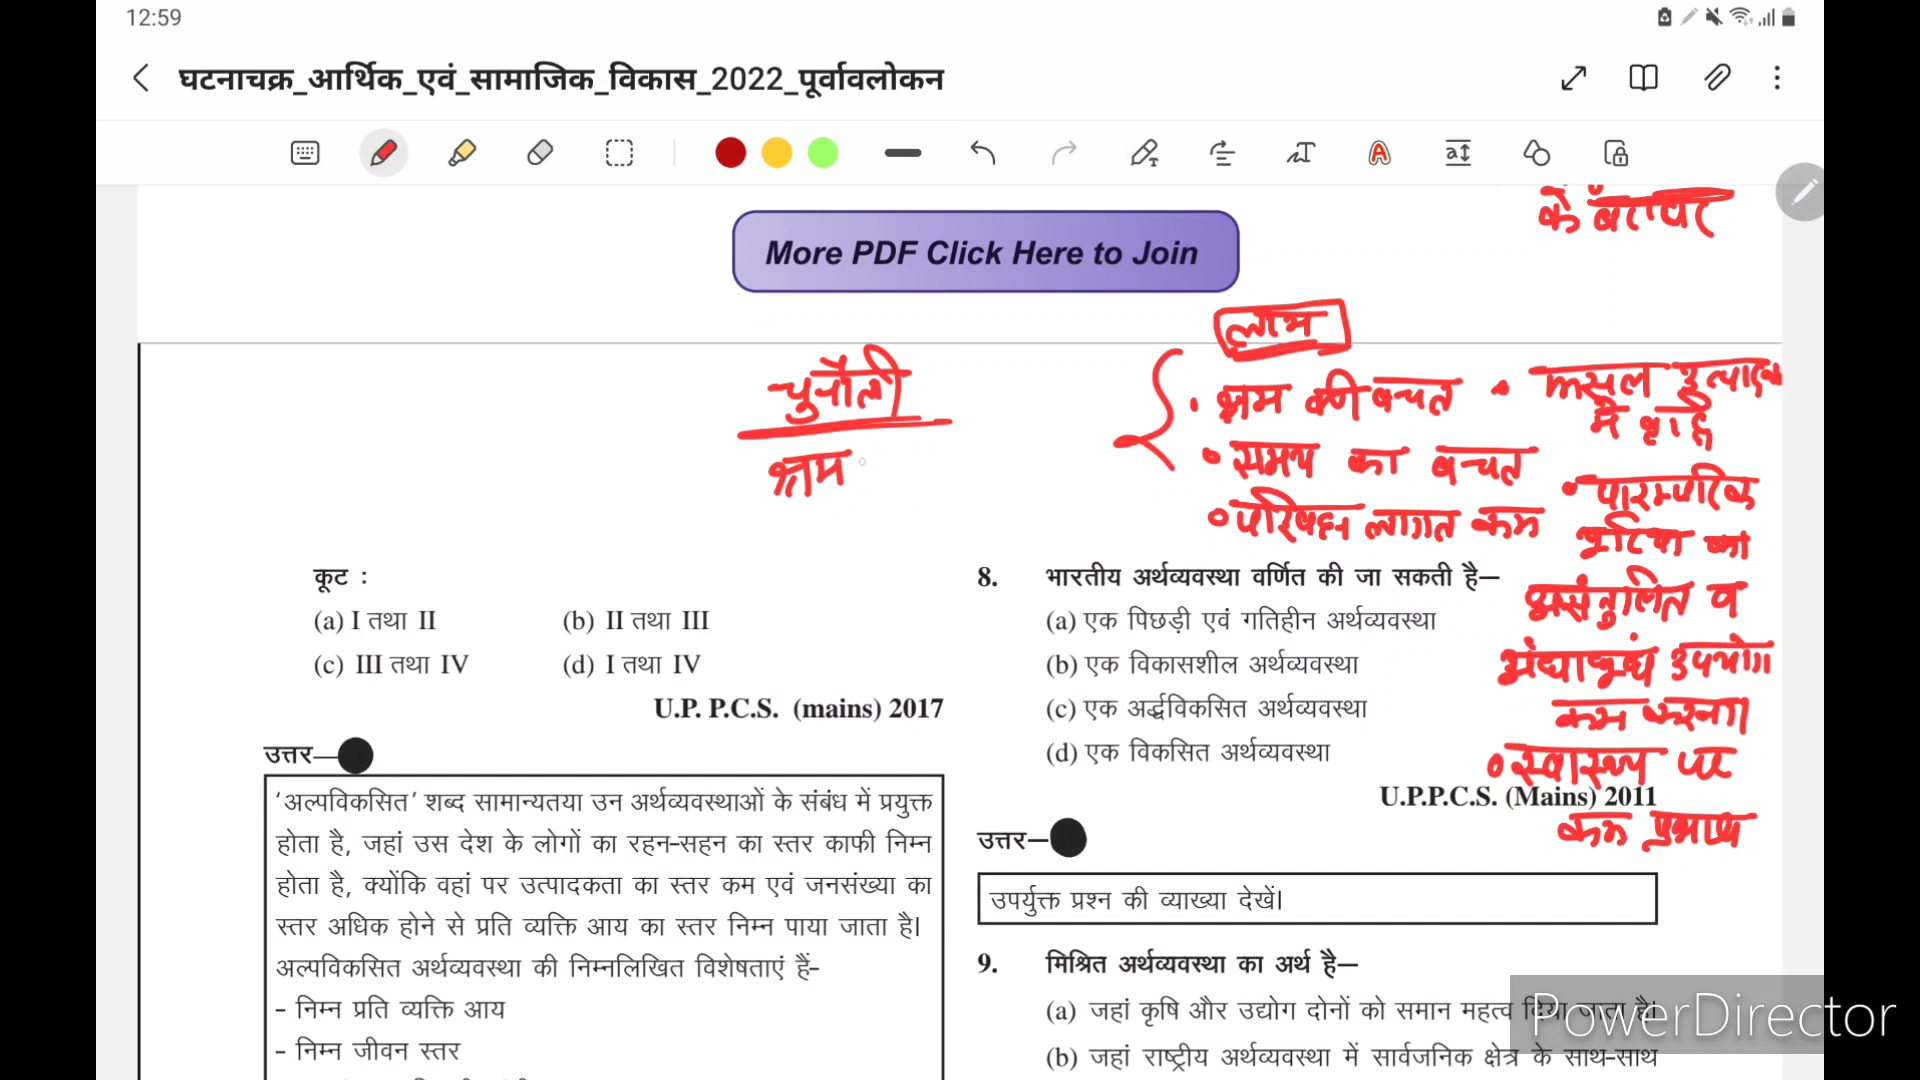 12:59
घटनाचक्र_आर्थिक_एवं_सामाजिक_विकास_2022_पूर्वावलोकन
के बराबर
More PDF Click Here to Join
लाभ
चुनौती
श्रम
• श्रम की बचत
• समय का बचत
• परिवहन लागत कम
• फसल उत्पादन
में वृद्धि
• पारम्परिक
का
असंतुलित व
अंधाधुंध उपभोग
कम करना।
• स्वास्थ्य पर
कम प्रभाव
कूट :
(a) I तथा II (b) II तथा III
(c) III तथा IV (d) I तथा IV
U.P. P.C.S. (mains) 2017
उत्तर—
‘अल्पविकसित’ शब्द सामान्यतया उन अर्थव्यवस्थाओं के संबंध में प्रयुक्त
होता है, जहां उस देश के लोगों का रहन-सहन का स्तर काफी निम्न
होता है, क्योंकि वहां पर उत्पादकता का स्तर कम एवं जनसंख्या का
स्तर अधिक होने से प्रति व्यक्ति आय का स्तर निम्न पाया जाता है।
अल्पविकसित अर्थव्यवस्था की निम्नलिखित विशेषताएं हैं-
- निम्न प्रति व्यक्ति आय
- निम्न जीवन स्तर
8. भारतीय अर्थव्यवस्था वर्णित की जा सकती है—
(a) एक पिछड़ी एवं गतिहीन अर्थव्यवस्था
(b) एक विकासशील अर्थव्यवस्था
(c) एक अर्द्धविकसित अर्थव्यवस्था
(d) एक विकसित अर्थव्यवस्था
U.P.P.C.S. (Mains) 2011
उत्तर—
उपर्युक्त प्रश्न की व्याख्या देखें।
9. मिश्रित अर्थव्यवस्था का अर्थ है—
(a) जहां कृषि और उद्योग दोनों को समान महत्व दिया जाता है।
(b) जहां राष्ट्रीय अर्थव्यवस्था में सार्वजनिक क्षेत्र के साथ-साथ
PowerDirector